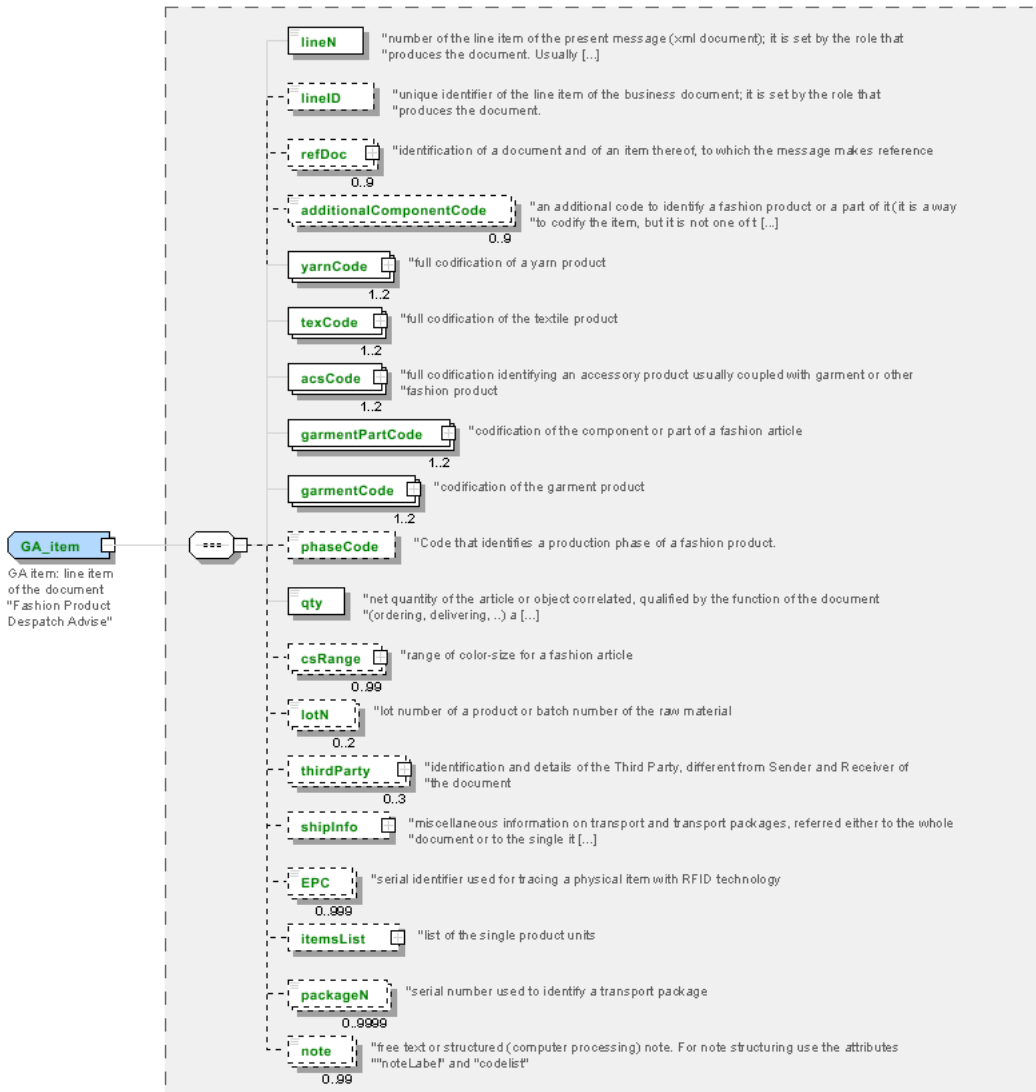 lineN
"number of the line item of the present message (xml document); it is set by the role that
"produces the document. Usually [...]
lineID
"unique identifier of the line item of the business document; it is set by the role that
"produces the document.
refDoc
"identification of a document and of an item thereof, to which the message makes reference
0..9
additionalComponentCode
"an additional code to identify a fashion product or a part of it (it is a way
"to codify the item, but it is not one of t [...]
0..9
yarnCode
"full codification of a yarn product
1..2
texCode
"full codification of the textile product
1..2
acsCode
"full codification identifying an accessory product usually coupled with garment or other
"fashion product
1..2
garmentPartCode
"codification of the component or part of a fashion article
1..2
garmentCode
"codification of the garment product
1..2
GA_item
GA item: line item
of the document
"Fashion Product
Despatch Advise"
phaseCode
"Code that identifies a production phase of a fashion product.
qty
"net quantity of the article or object correlated, qualified by the function of the document
"(ordering, delivering, ..) a [...]
csRange
"range of color-size for a fashion article
0..99
lotN
"lot number of a product or batch number of the raw material
0..2
thirdParty
"identification and details of the Third Party, different from Sender and Receiver of
"the document
0..3
shipInfo
"miscellaneous information on transport and transport packages, referred either to the whole
"document or to the single it [...]
EPC
"serial identifier used for tracing a physical item with RFID technology
0..999
itemsList
"list of the single product units
packageN
"serial number used to identify a transport package
0..9999
note
"free text or structured (computer processing) note. For note structuring use the attributes
""noteLabel" and "codelist"
0..99